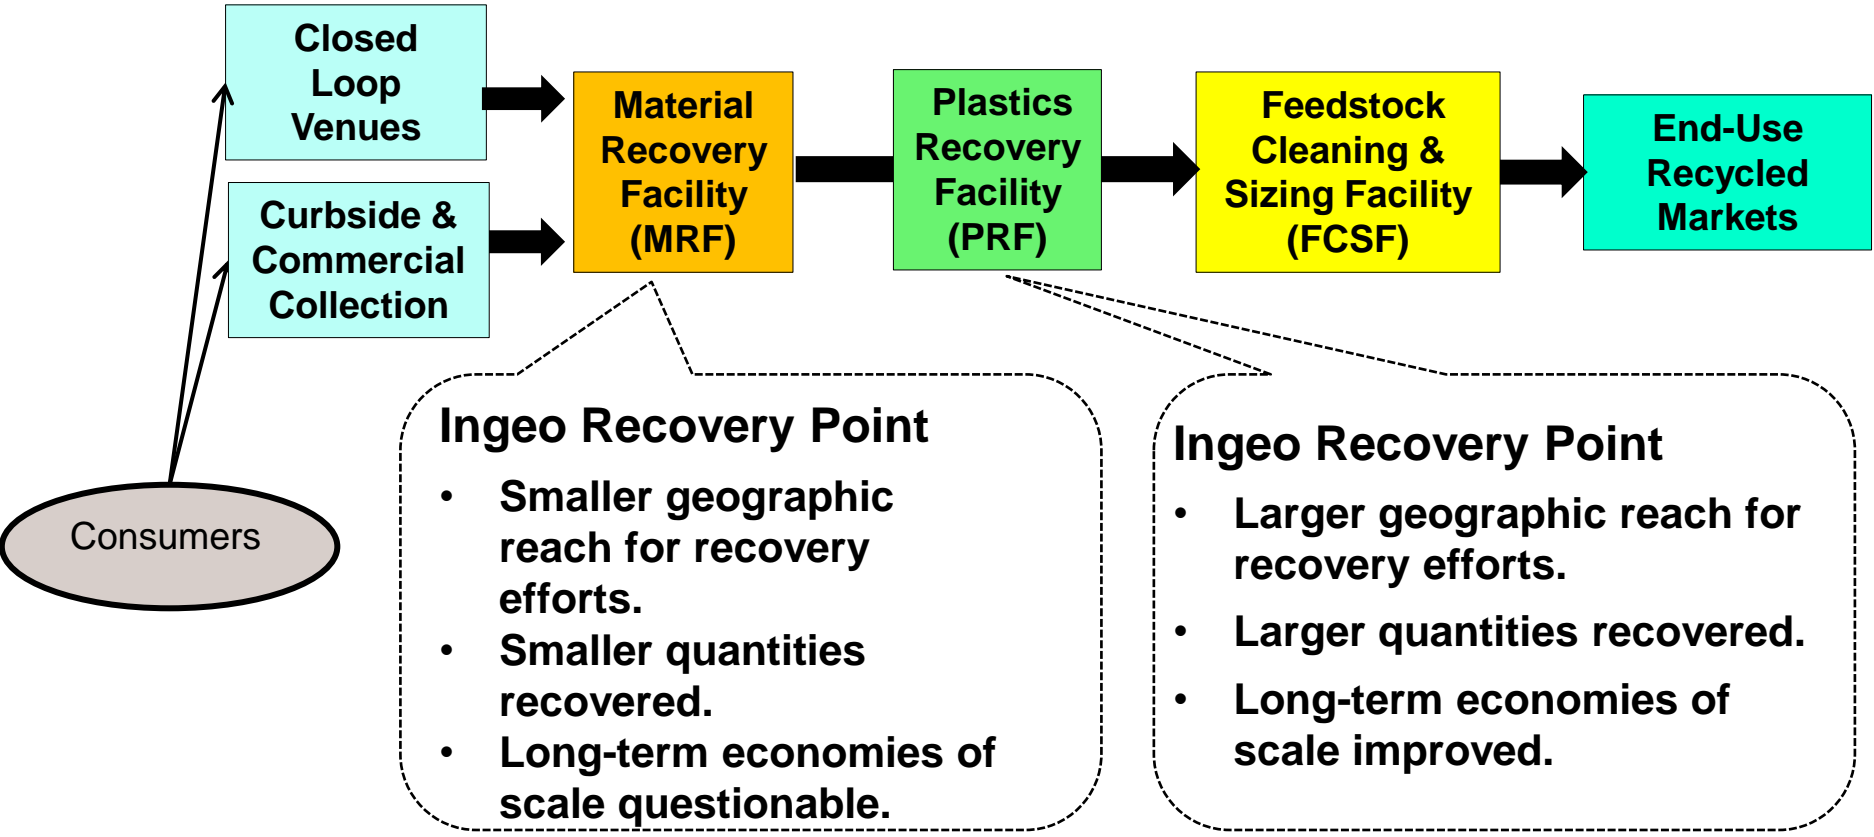 Closed
Loop
Venues
Curbside &
Commercial
Collection
Material
Recovery
Facility
(MRF)
Plastics
Recovery
Facility
(PRF)
Feedstock
Cleaning &
Sizing Facility
(FCSF)
End-Use
Recycled
Markets
Consumers
Ingeo Recovery Point
• Smaller geographic
reach for recovery
efforts.
• Smaller quantities
recovered.
• Long-term economies of
scale questionable.
Ingeo Recovery Point
• Larger geographic reach for
recovery efforts.
• Larger quantities recovered.
• Long-term economies of
scale improved.